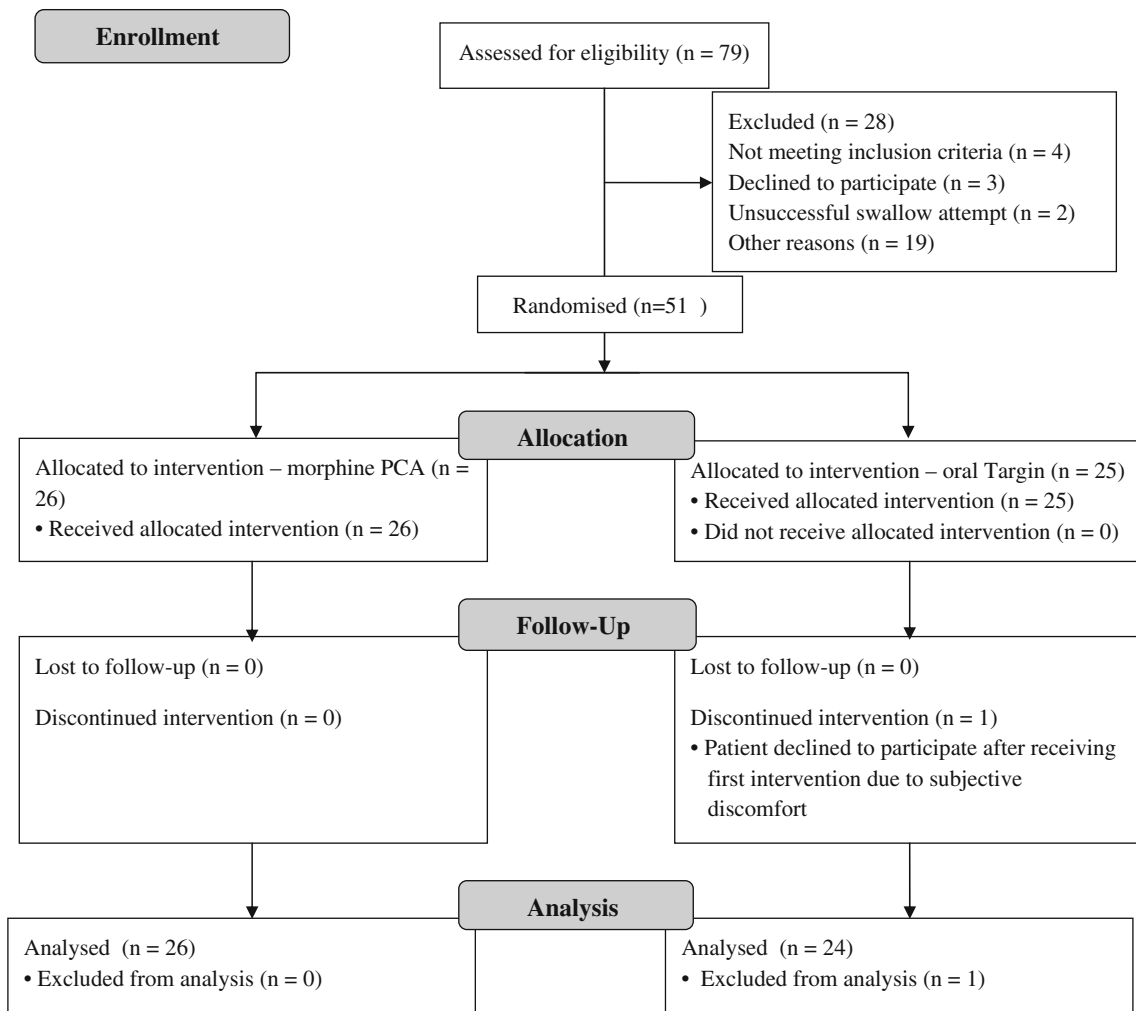 Enrollment
Assessed for eligibility (n = 79)
Excluded (n = 28)
Not meeting inclusion criteria (n = 4)
Declined to participate (n = 3)
Unsuccessful swallow attempt (n = 2)
Other reasons (n = 19)
Randomised (n=51 )
Allocation
Allocated to intervention – morphine PCA (n =
26)
• Received allocated intervention (n = 26)
Allocated to intervention – oral Targin (n = 25)
• Received allocated intervention (n = 25)
• Did not receive allocated intervention (n = 0)
Follow-Up
Lost to follow-up (n = 0)
Discontinued intervention (n = 0)
Lost to follow-up (n = 0)
Discontinued intervention (n = 1)
• Patient declined to participate after receiving
first intervention due to subjective
discomfort
Analysis
Analysed (n = 26)
• Excluded from analysis (n = 0)
Analysed (n = 24)
• Excluded from analysis (n = 1)